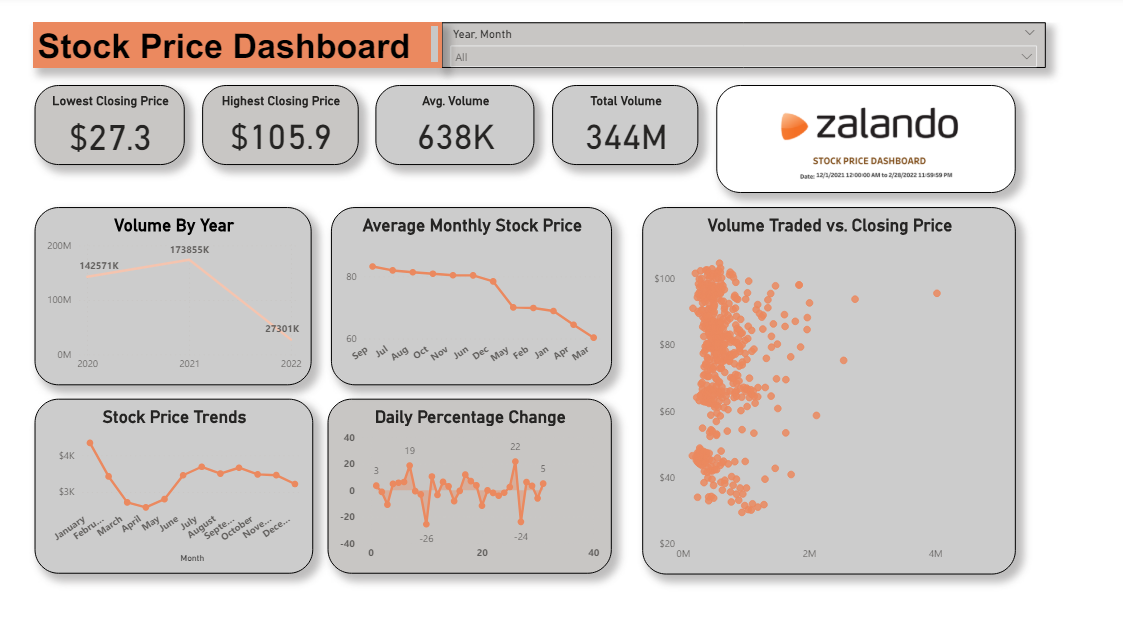 Stock Price Dashboard
Year, Month
All
Lowest Closing Price
$27.3
Highest Closing Price
$105.9
Avg. Volume
638K
Total Volume
344M
zalando
STOCK PRICE DASHBOARD
Date: 12/1/2021 12:00:00 AM to 2/28/2022 11:59:59 PM
Volume By Year
200M
100M
0M
142571K
173855K
27301K
2020 2021 2022
Average Monthly Stock Price
80
60
Sep Jul Aug Oct Nov Jun Dec May Feb Jan Apr Mar
Volume Traded vs. Closing Price
$100
$80
$60
$40
$20
0M 2M 4M
Stock Price Trends
$4K
$3K
January Febru... March April May June July August Septe... October Nove... Dece...
Month
Daily Percentage Change
40
20
0
-20
-40
3
19
-26
22
-24
5
0 20 40